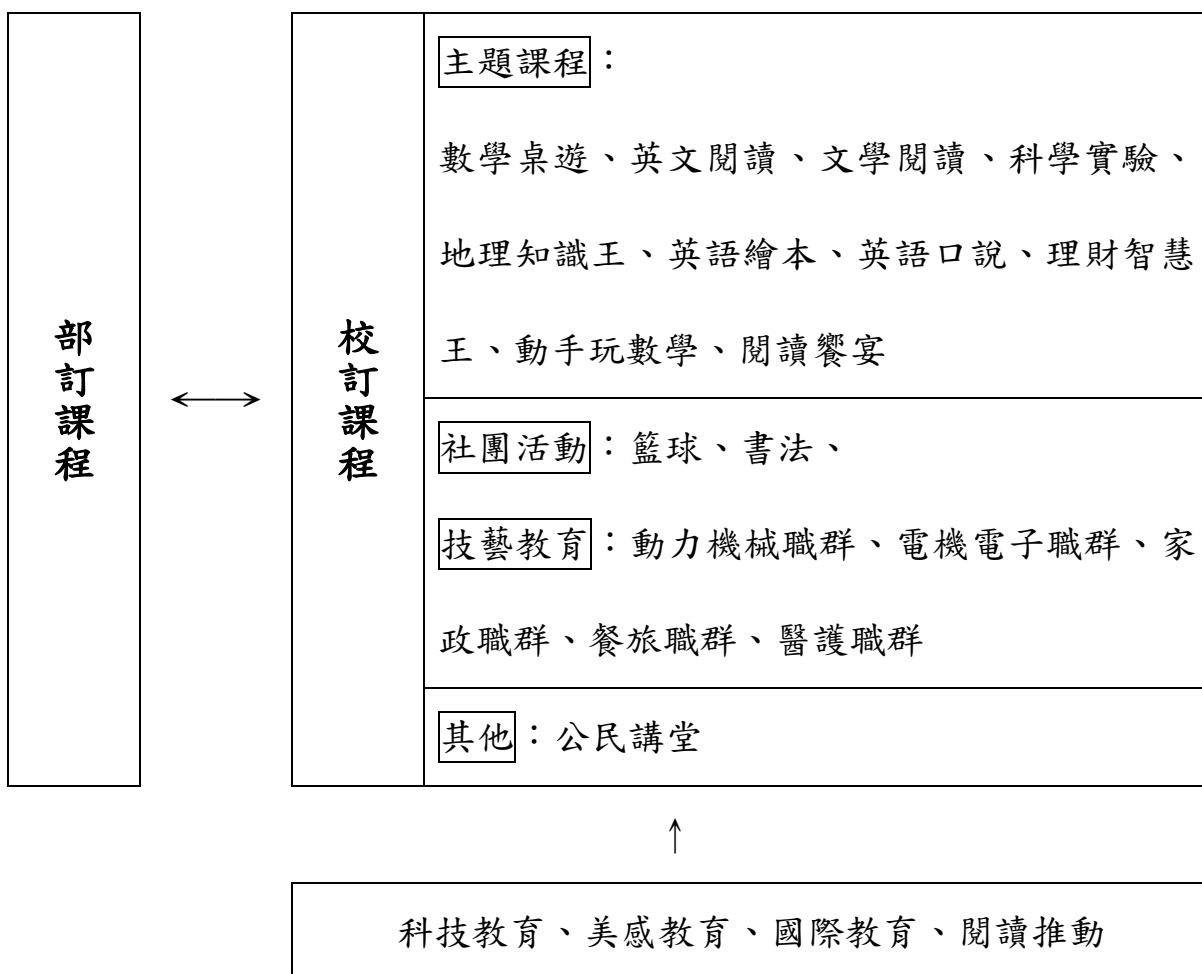 部訂課程
←→
校訂課程
主題課程：
數學桌遊、英文閱讀、文學閱讀、科學實驗、
地理知識王、英語繪本、英語口說、理財智慧
王、動手玩數學、閱讀饗宴
社團活動：籃球、書法、
技藝教育：動力機械職群、電機電子職群、家
政職群、餐旅職群、醫護職群
其他：公民講堂
↑
科技教育、美感教育、國際教育、閱讀推動